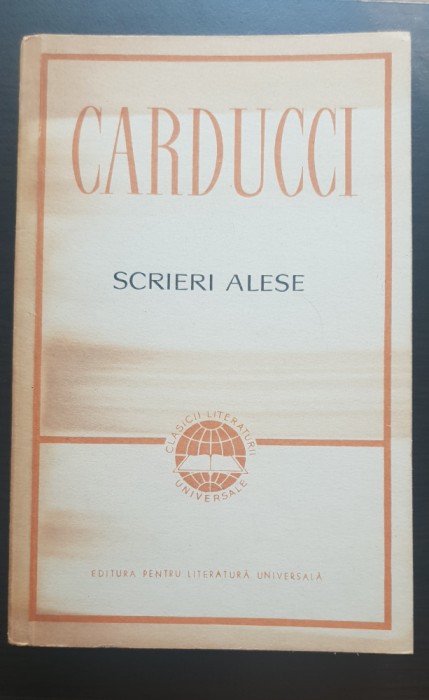 CARDUCCI
SCRIERI ALESE
CLASICII LITERATURII
UNIVERSALE
EDITURA PENTRU LITERATURĂ UNIVERSALĂ